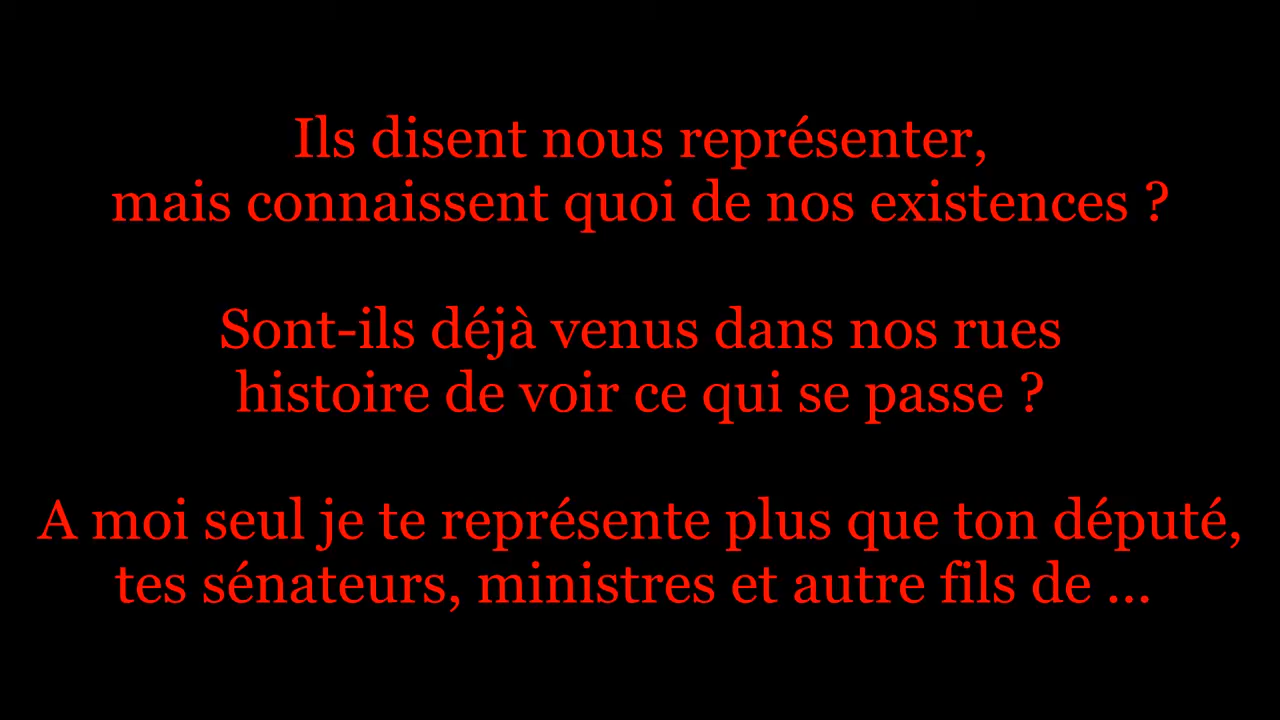 Ils disent nous représenter,
mais connaissent quoi de nos existences ?
Sont-ils déjà venus dans nos rues
histoire de voir ce qui se passe ?
A moi seul je te représente plus que ton député,
tes sénateurs, ministres et autre fils de ...